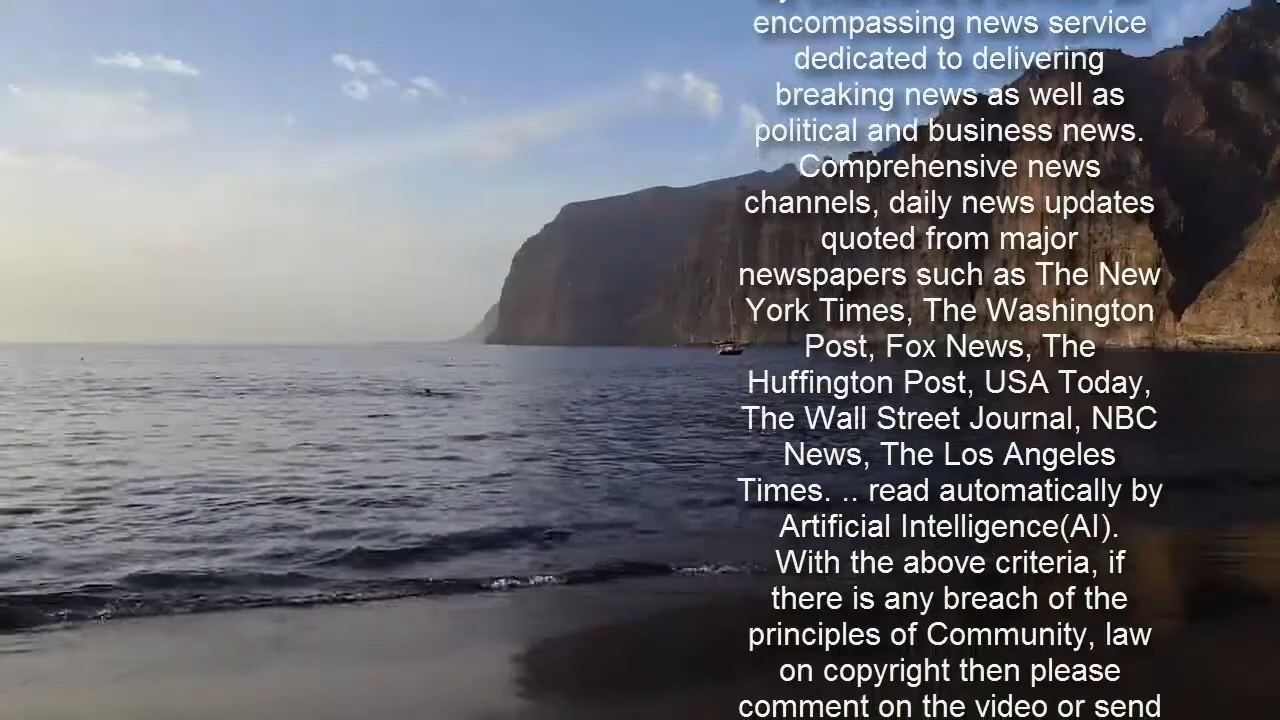 encompassing news service
dedicated to delivering
breaking news as well as
political and business news.
Comprehensive news
channels, daily news updates
quoted from major
newspapers such as The New
York Times, The Washington
Post, Fox News, The
Huffington Post, USA Today,
The Wall Street Journal, NBC
News, The Los Angeles
Times. .. read automatically by
Artificial Intelligence(AI).
With the above criteria, if
there is any breach of the
principles of Community, law
on copyright then please
comment on the video or send